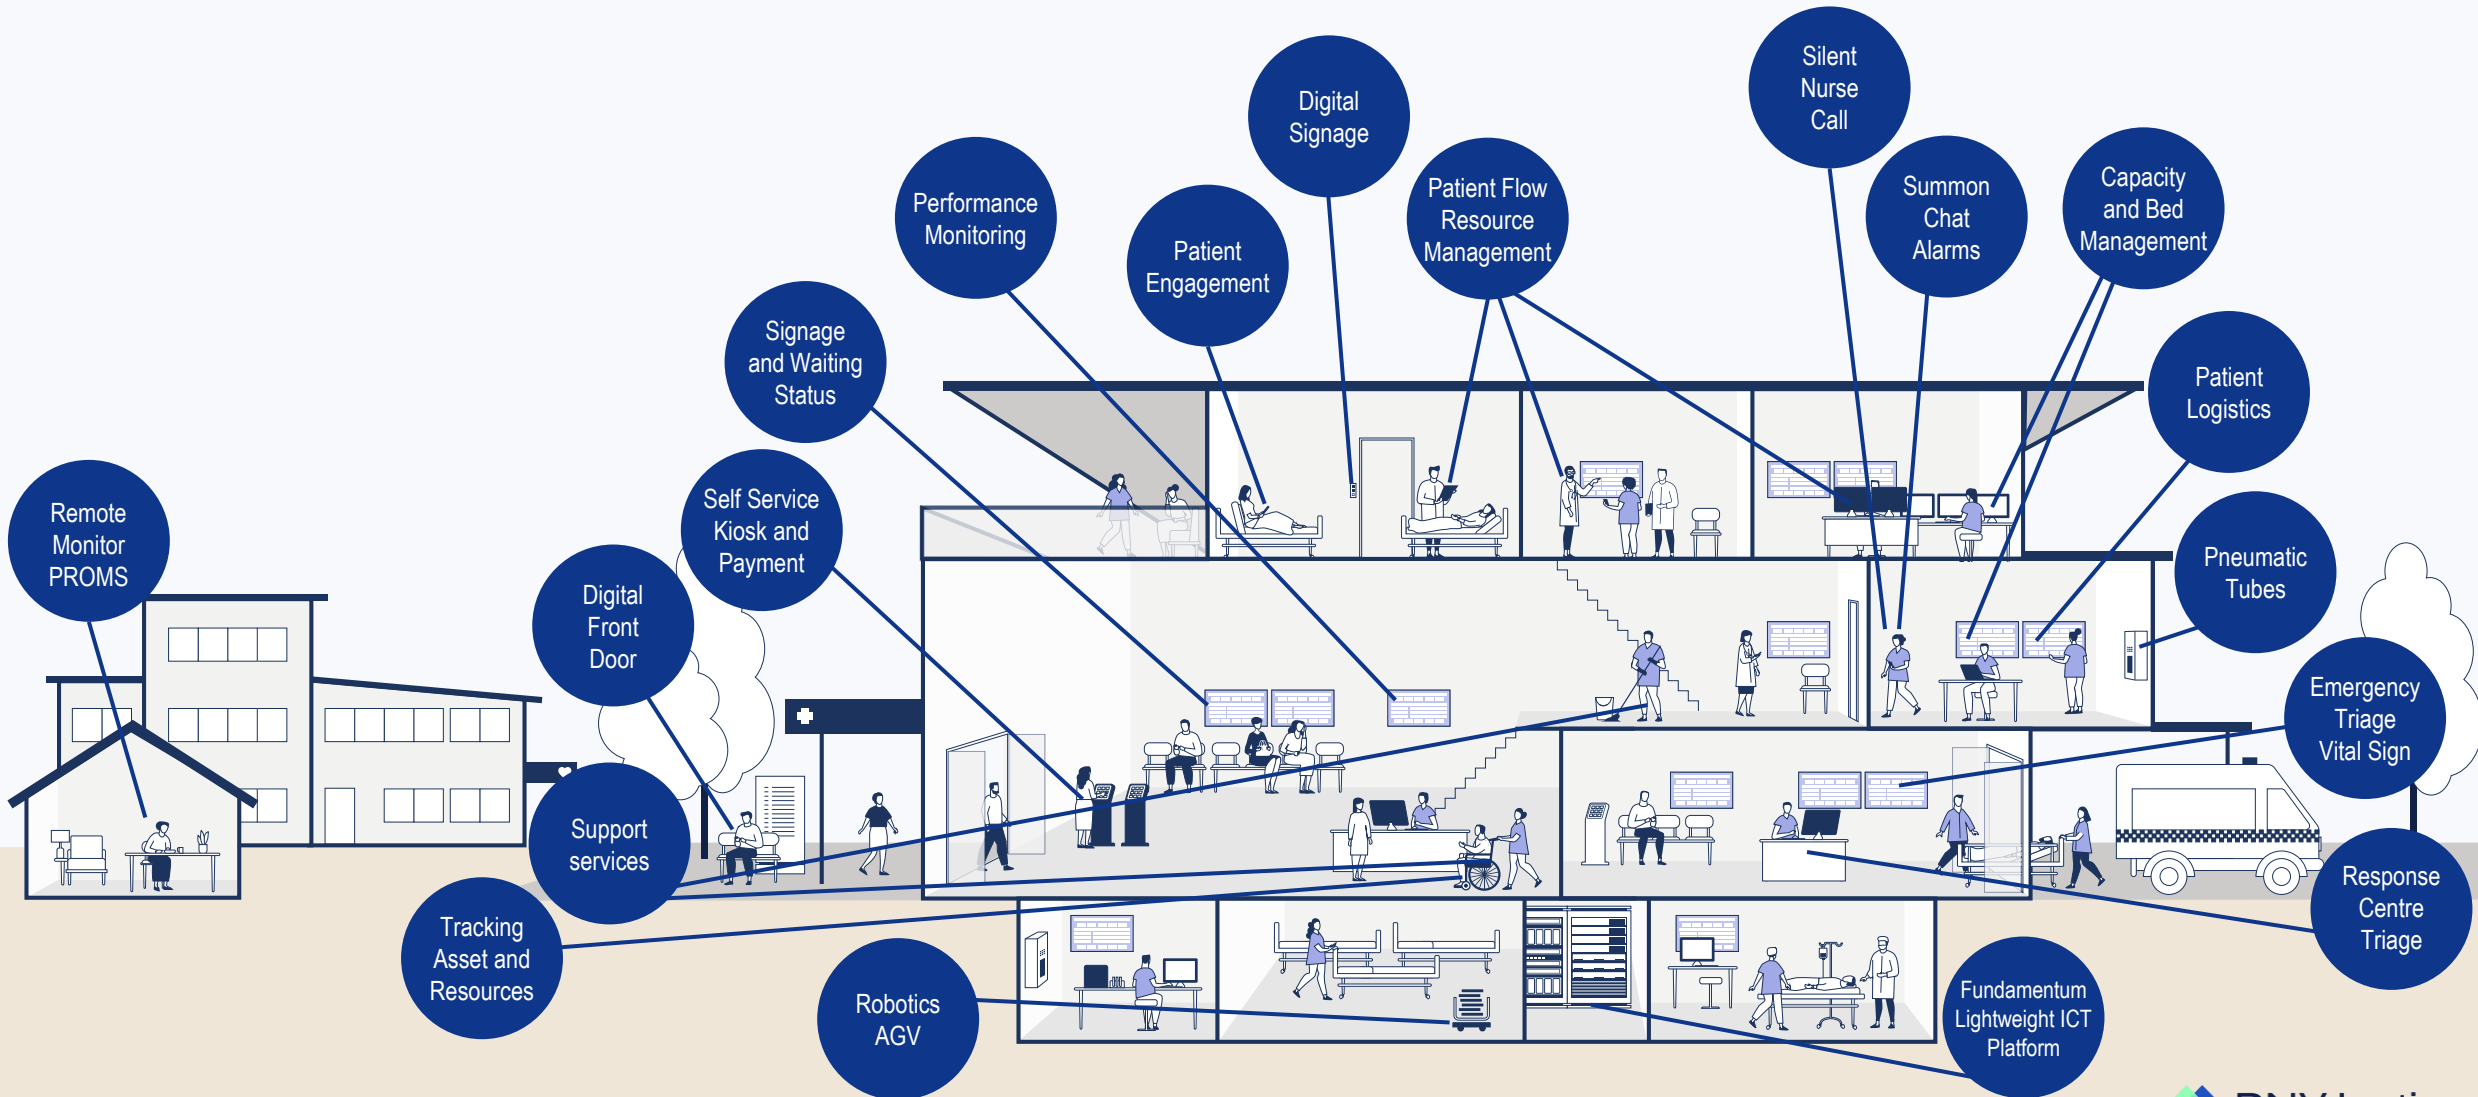 Silent
Nurse
Call
Digital
Signage
Summon
Chat
Alarms
Capacity
and Bed
Management
Patient Flow
Resource
Management
Performance
Monitoring
Patient
Engagement
Signage
and Waiting
Status
Patient
Logistics
Self Service
Kiosk and
Payment
Remote
Monitor
PROMS
Pneumatic
Tubes
Digital
Front
Door
Emergency
Triage
Vital Sign
Support
services
Response
Centre
Triage
Tracking
Asset and
Resources
Robotics
AGV
Fundamentum
Lightweight ICT
Platform